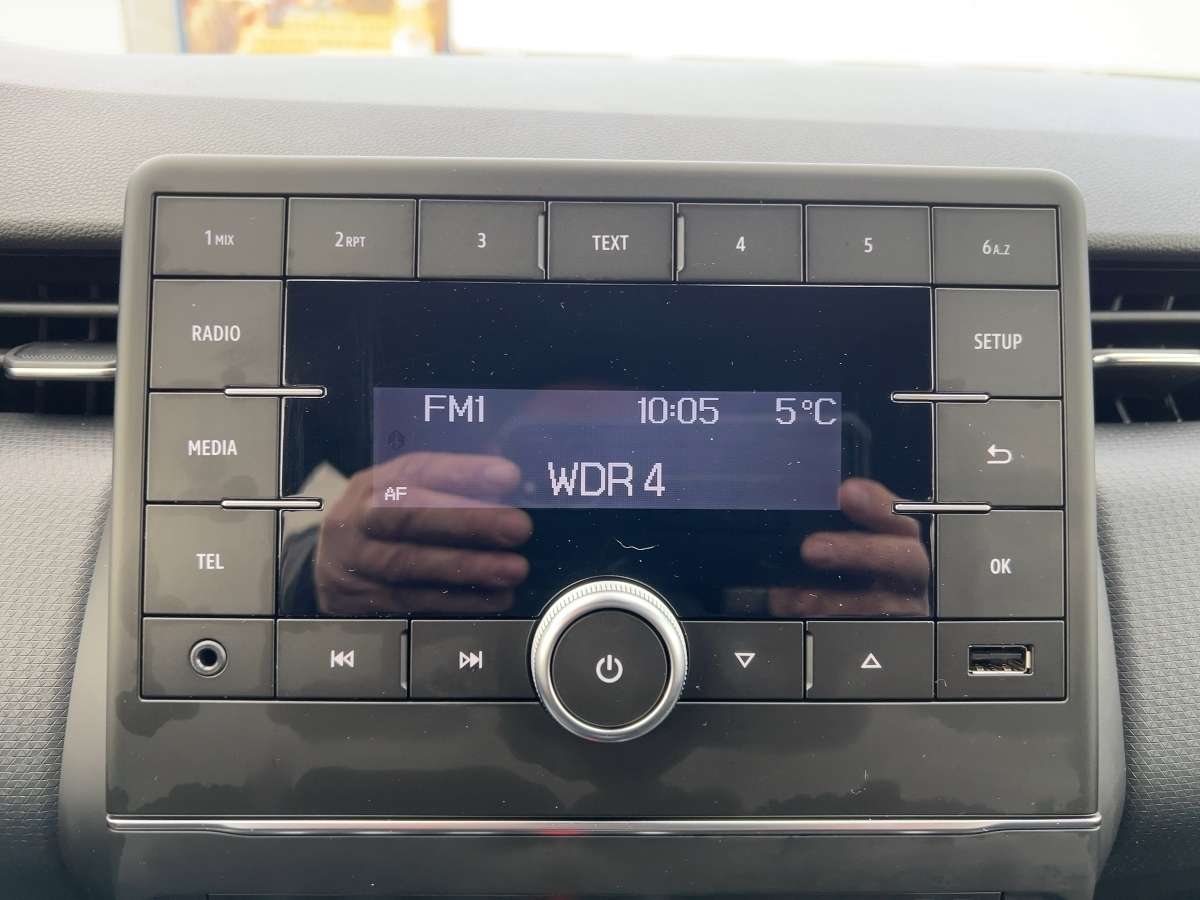 1 MIX 2 RPT 3 TEXT 4 5 6 A..Z
RADIO SETUP
FM1 10:05 5°C
MEDIA
WDR 4
AF
TEL OK